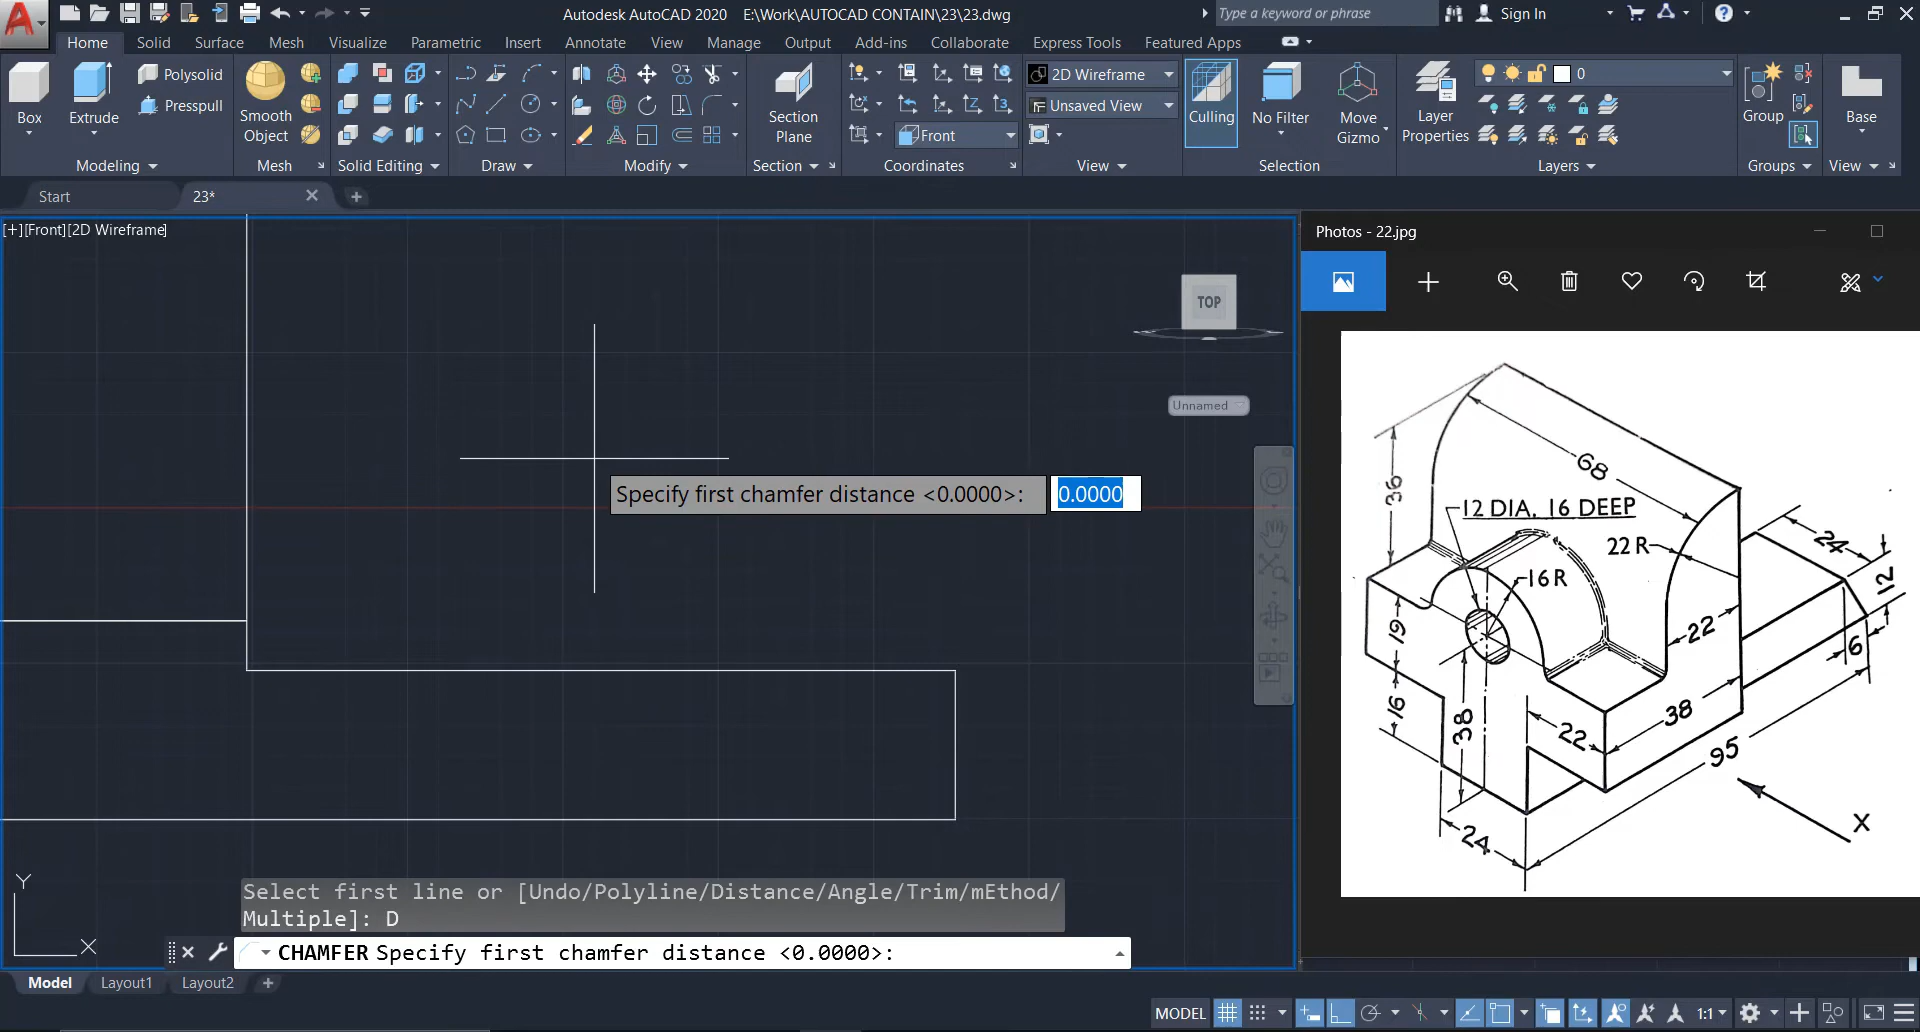 A
Autodesk AutoCAD 2020 E:\Work\AUTOCAD CONTAIN\23\23.dwg
Type a keyword or phrase
Sign In
Home Solid Surface Mesh Visualize Parametric Insert Annotate View Manage Output Add-ins Collaborate Express Tools Featured Apps
Box
Extrude
Polysolid
Presspull
Smooth
Object
2D Wireframe
Unsaved View
Front
Section
Plane
Culling
No Filter
Move
Gizmo
Layer
Properties
0
Group
Base
Modeling Mesh Solid Editing Draw Modify Section Coordinates View Selection Layers Groups View
Start
23*
[+][Front][2D Wireframe]
TOP
Unnamed
Specify first chamfer distance <0.0000>: 0.0000
Select first line or [Undo/Polyline/Distance/Angle/Trim/mEthod/
Multiple]: D
CHAMFER Specify first chamfer distance <0.0000>:
Y
X
Model Layout1 Layout2
MODEL
1:1
Photos - 22.jpg
68
36
12 DIA. 16 DEEP
22 R
24
12
16 R
19
22
6
16
38
22
38
95
24
X